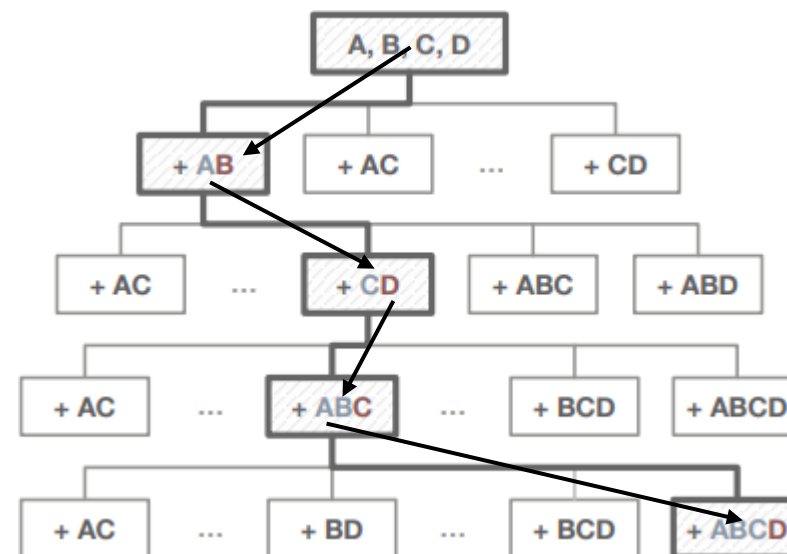 A, B, C, D
+ AB + AC ... + CD
+ AC ... + CD + ABC + ABD
+ AC ... + ABC ... + BCD + ABCD
+ AC ... + BD ... + BCD + ABCD